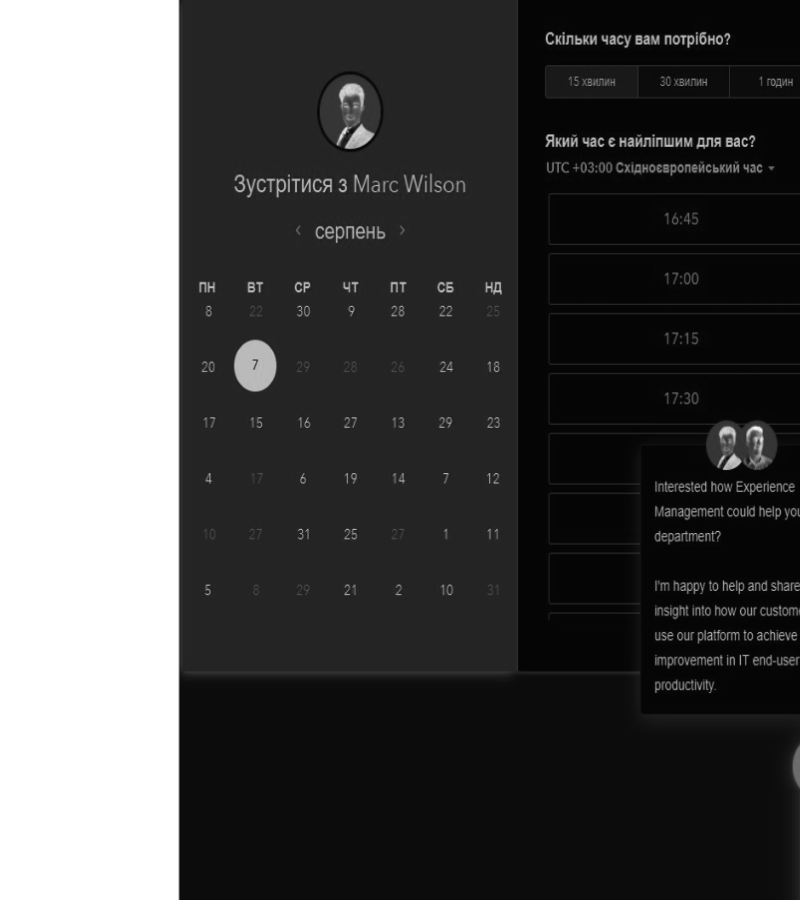 Зустрітися з Marc Wilson
‹ серпень ›
ПН ВТ СР ЧТ ПТ СБ НД
8 22 30 9 28 22 25
20 7 29 28 26 24 18
17 15 16 27 13 29 23
4 17 6 19 14 7 12
10 27 31 25 27 1 11
5 8 29 21 2 10 31
Скільки часу вам потрібно?
15 хвилин 30 хвилин 1 годин
Який час є найліпшим для вас?
UTC +03:00 Східноєвропейський час
16:45
17:00
17:15
17:30
Interested how Experience
Management could help you
department?
I'm happy to help and share
insight into how our custome
use our platform to achieve
improvement in IT end-user
productivity.